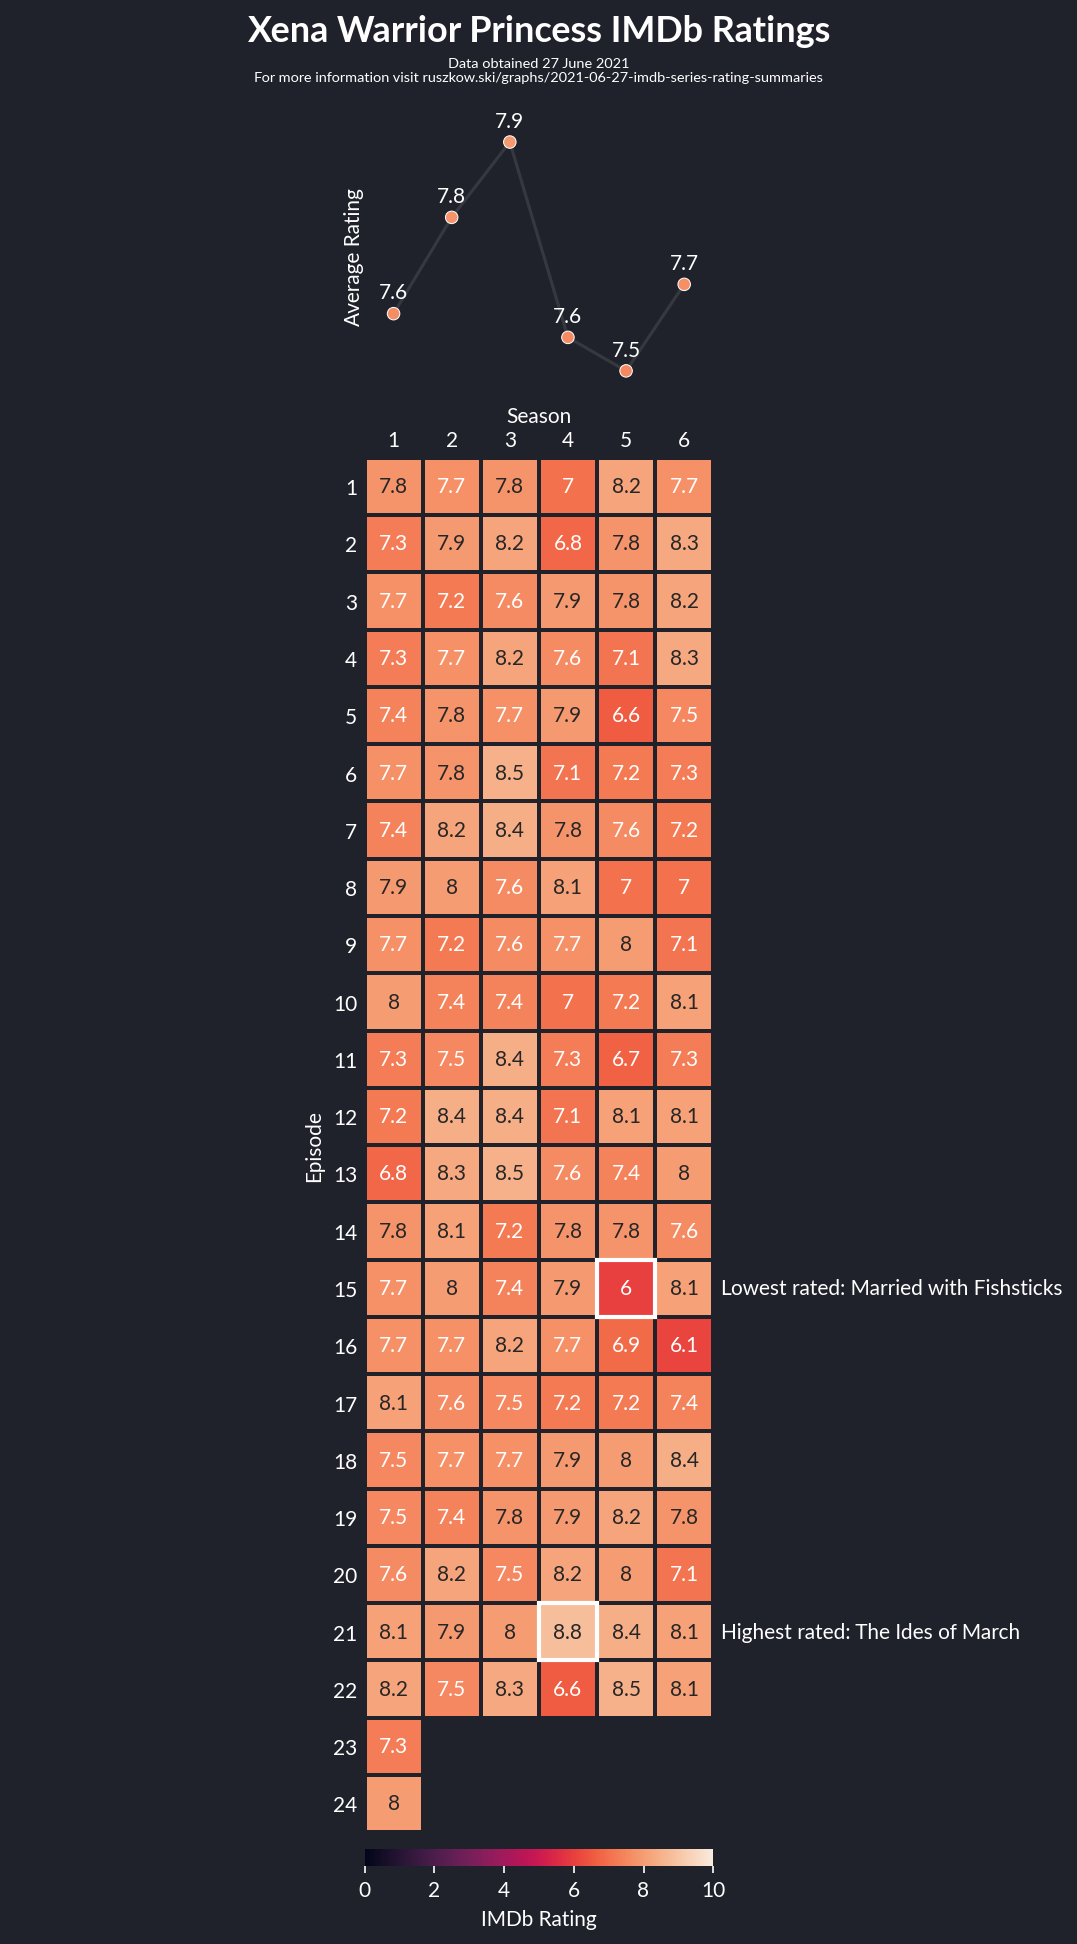 Xena Warrior Princess IMDb Ratings
Data obtained 27 June 2021
For more information visit ruszkow.ski/graphs/2021-06-27-imdb-series-rating-summaries
Average Rating
7.6
7.8
7.9
7.6
7.5
7.7
Season
1 2 3 4 5 6
Episode
1 7.8 7.7 7.8 7 8.2 7.7
2 7.3 7.9 8.2 6.8 7.8 8.3
3 7.7 7.2 7.6 7.9 7.8 8.2
4 7.3 7.7 8.2 7.6 7.1 8.3
5 7.4 7.8 7.7 7.9 6.6 7.5
6 7.7 7.8 8.5 7.1 7.2 7.3
7 7.4 8.2 8.4 7.8 7.6 7.2
8 7.9 8 7.6 8.1 7 7
9 7.7 7.2 7.6 7.7 8 7.1
10 8 7.4 7.4 7 7.2 8.1
11 7.3 7.5 8.4 7.3 6.7 7.3
12 7.2 8.4 8.4 7.1 8.1 8.1
13 6.8 8.3 8.5 7.6 7.4 8
14 7.8 8.1 7.2 7.8 7.8 7.6
15 7.7 8 7.4 7.9 6 8.1 Lowest rated: Married with Fishsticks
16 7.7 7.7 8.2 7.7 6.9 6.1
17 8.1 7.6 7.5 7.2 7.2 7.4
18 7.5 7.7 7.7 7.9 8 8.4
19 7.5 7.4 7.8 7.9 8.2 7.8
20 7.6 8.2 7.5 8.2 8 7.1
21 8.1 7.9 8 8.8 8.4 8.1 Highest rated: The Ides of March
22 8.2 7.5 8.3 6.6 8.5 8.1
23 7.3
24 8
0 2 4 6 8 10
IMDb Rating